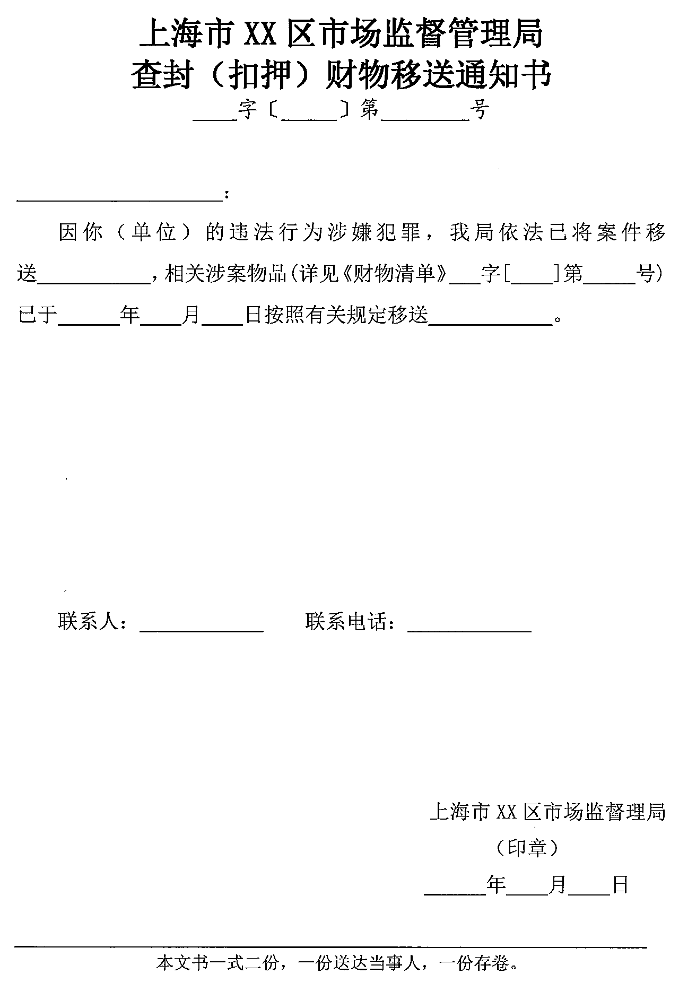 上海市 XX 区市场监督管理局
查封（扣押）财物移送通知书
____字〔_____〕第________号
____________________：
因你（单位）的违法行为涉嫌犯罪，我局依法已将案件移
送___________，相关涉案物品(详见《财物清单》___字[____]第_____号)
已于______年____月____日按照有关规定移送____________。
联系人：____________ 联系电话：____________
上海市 XX 区市场监督理局
（印章）
______年____月____日
本文书一式二份，一份送达当事人，一份存卷。